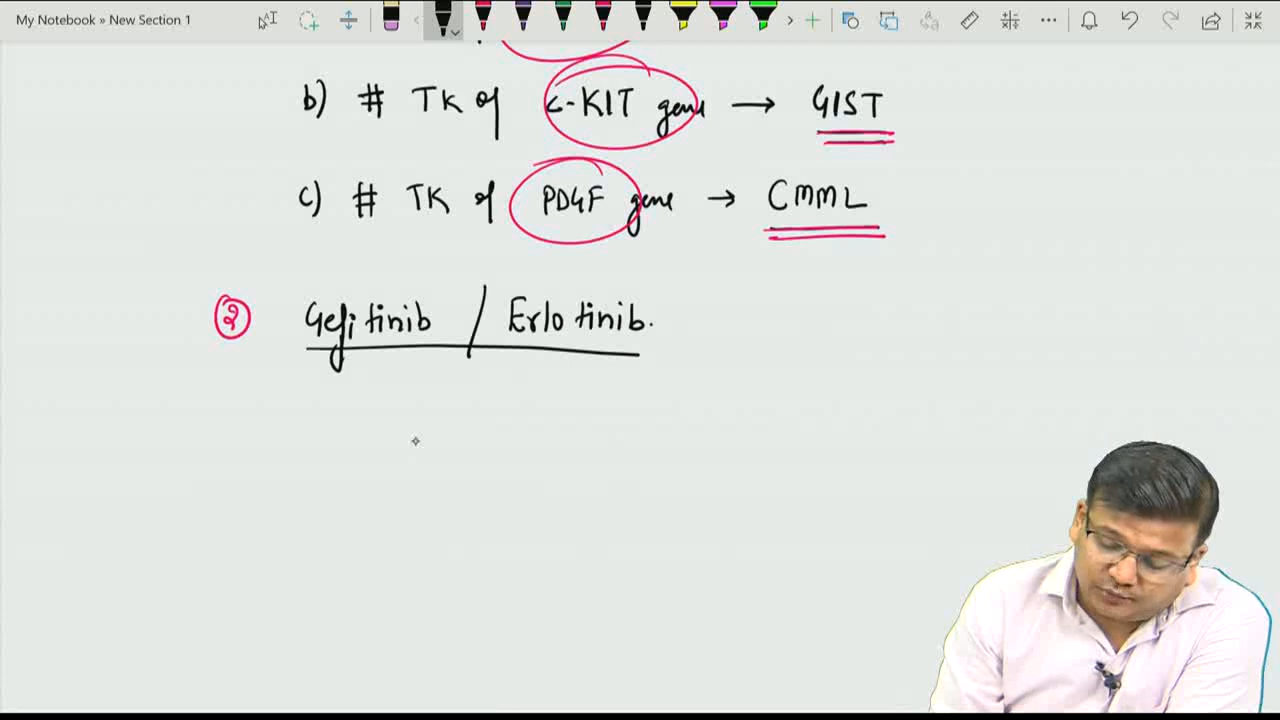 My Notebook » New Section 1
b) # TK of c-KIT gene → GIST
c) # TK of PDGF gene → CMML
2 Gefitinib / Erlotinib.